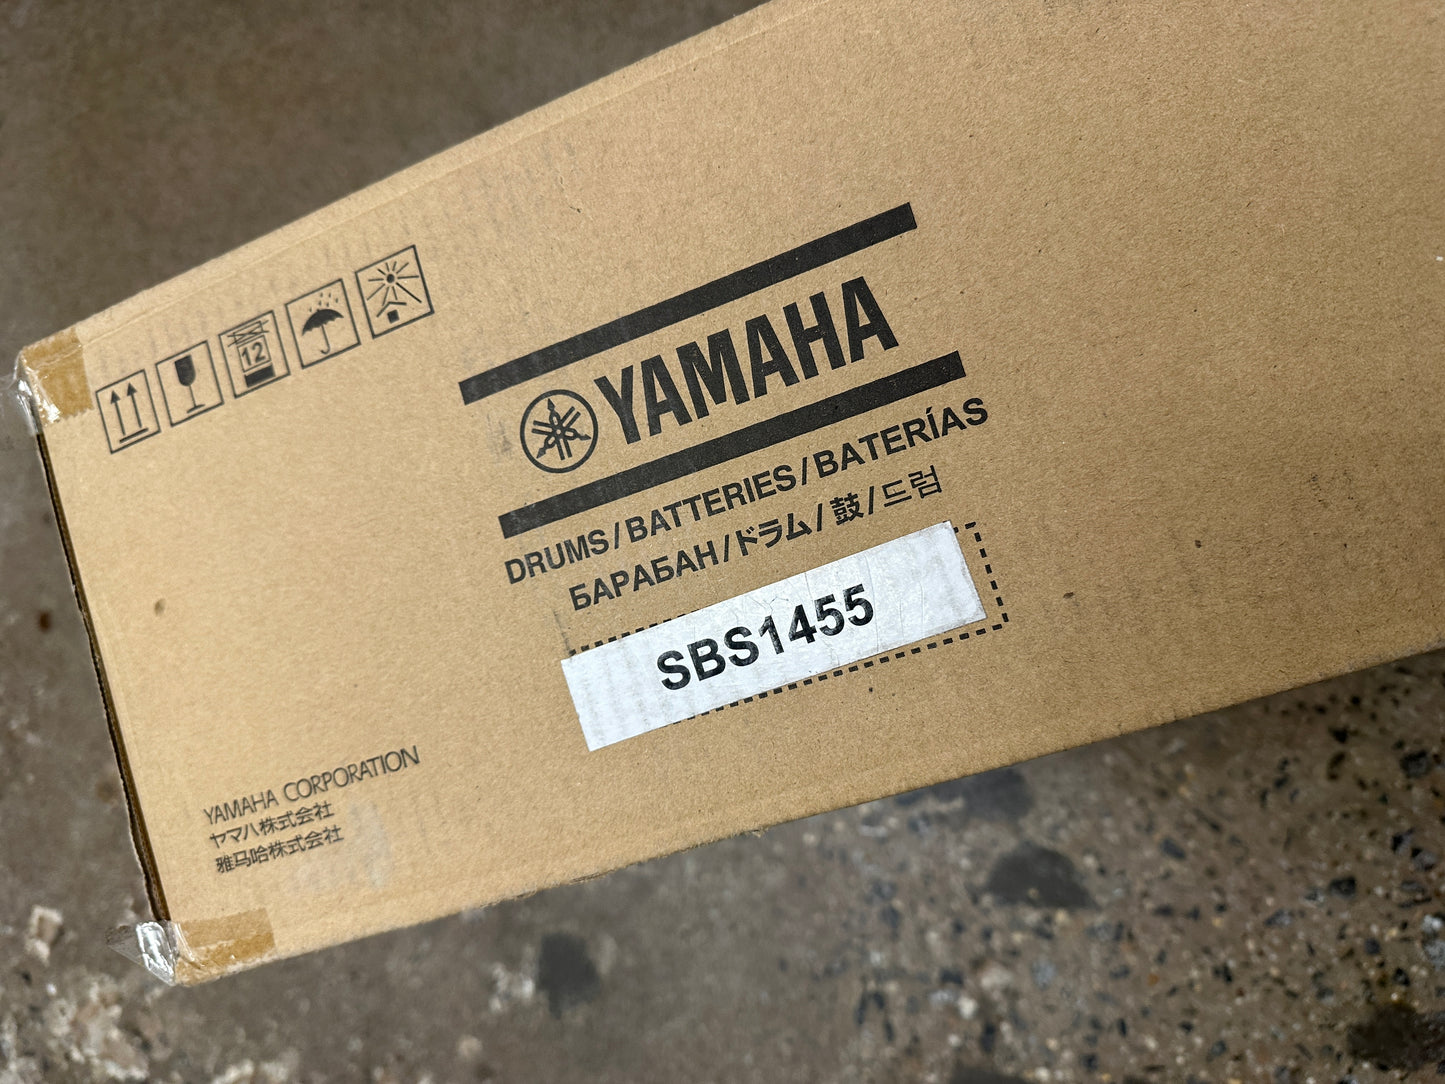 12
YAMAHA
DRUMS/BATTERIES/BATERÍAS
БАРАБАН/ドラム/鼓/드럼
SBS1455
YAMAHA CORPORATION
ヤマハ株式会社
雅马哈株式会社